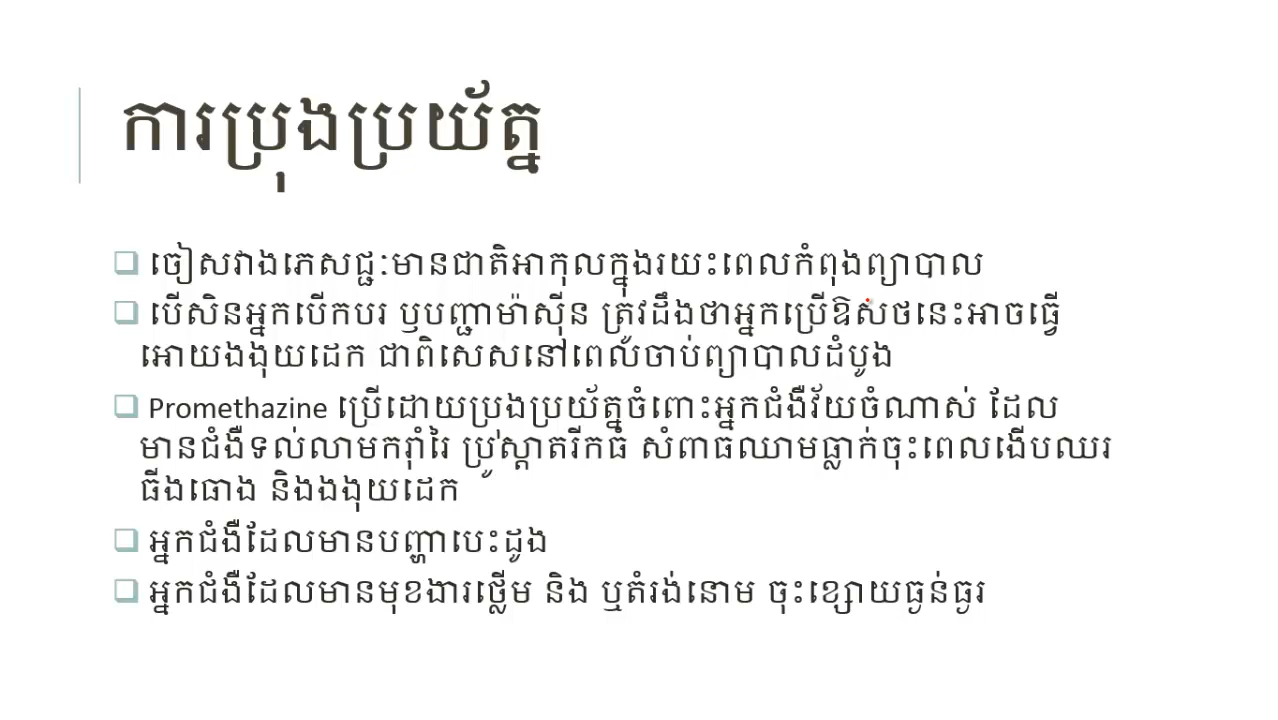 ការប្រុងប្រយ័ត្ន
ចៀសវាងភេសជ្ជៈមានជាតិអាកុលក្នុងរយះពេលកំពុងព្យាបាល
បើសិនអ្នកបើកបរ ឫបញ្ជាម៉ាស៊ីន ត្រូវដឹងថាអ្នកប្រើឱសថនេះអាចធ្វើ
អោយងងុយដេក ជាពិសេសនៅពេលចាប់ព្យាបាលដំបូង
Promethazine ប្រើដោយប្រុងប្រយ័ត្នចំពោះអ្នកជំងឺវ័យចំណាស់ ដែល
មានជំងឺទល់លាមករ៉ាំរៃ ប្រូស្តាតរីកធំ សំពាធឈាមធ្លាក់ចុះពេលងើបឈរ
ធីងធោង និងងងុយដេក
អ្នកជំងឺដែលមានបញ្ហាបេះដូង
អ្នកជំងឺដែលមានមុខងារថ្លើម និង ឬតំរង់នោម ចុះខ្សោយធ្ងន់ធ្ងរ